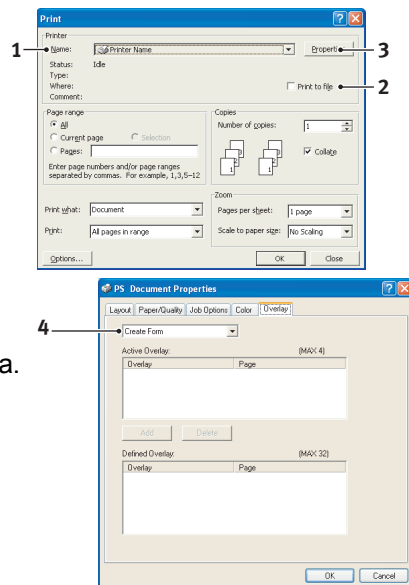 Print
Printer
1 Name: Printer Name Properti 3
Status: Idle
Type:
Where: Print to file 2
Comment:
Page range Copies
All Number of copies: 1
Current page Selection
Pages: Collate
Enter page numbers and/or page ranges
separated by commas. For example, 1,3,5–12
Zoom
Print what: Document Pages per sheet: 1 page
Print: All pages in range Scale to paper size: No Scaling
Options... OK Close
PS Document Properties
Layout Paper/Quality Job Options Color Overlay
4 Create Form
a.
Active Overlay: (MAX 4)
Overlay Page
Add Delete
Defined Overlay: (MAX 32)
Overlay Page
OK Cancel